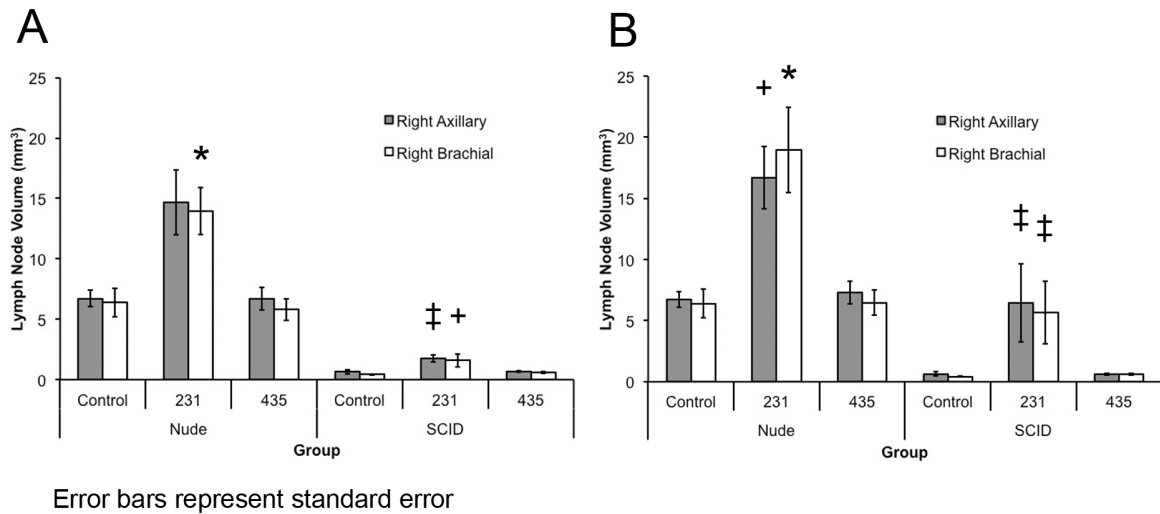 A
25
20
15
10
5
0
Lymph Node Volume (mm³)
Right Axillary
Right Brachial
*
‡ +
Control 231 435 Control 231 435
Nude SCID
Group
B
25
20
15
10
5
0
Lymph Node Volume (mm³)
Right Axillary
Right Brachial
+ *
‡ ‡
Control 231 435 Control 231 435
Nude SCID
Group
Error bars represent standard error